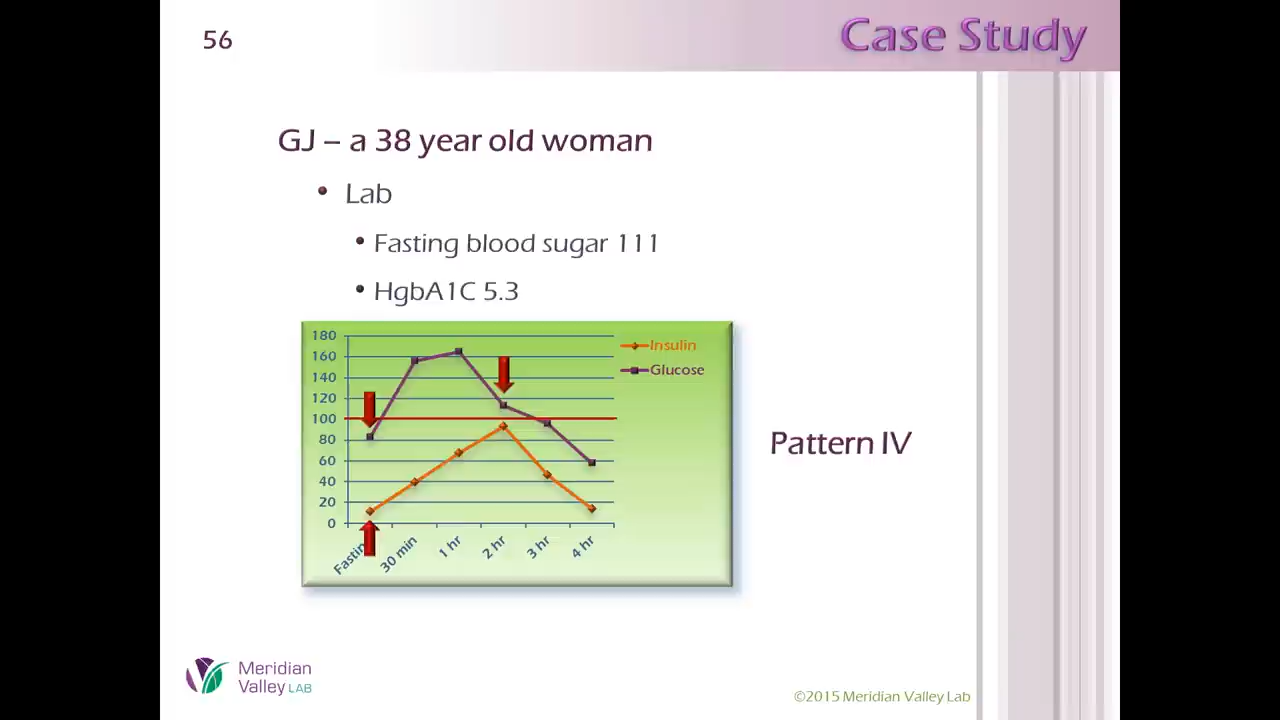 56
Case Study
GJ – a 38 year old woman
• Lab
• Fasting blood sugar 111
• HgbA1C 5.3
180
160
140
120
100
80
60
40
20
0
Insulin
Glucose
30 min
1 hr
2 hr
3 hr
4 hr
Pattern IV
Meridian
Valley LAB
©2015 Meridian Valley Lab